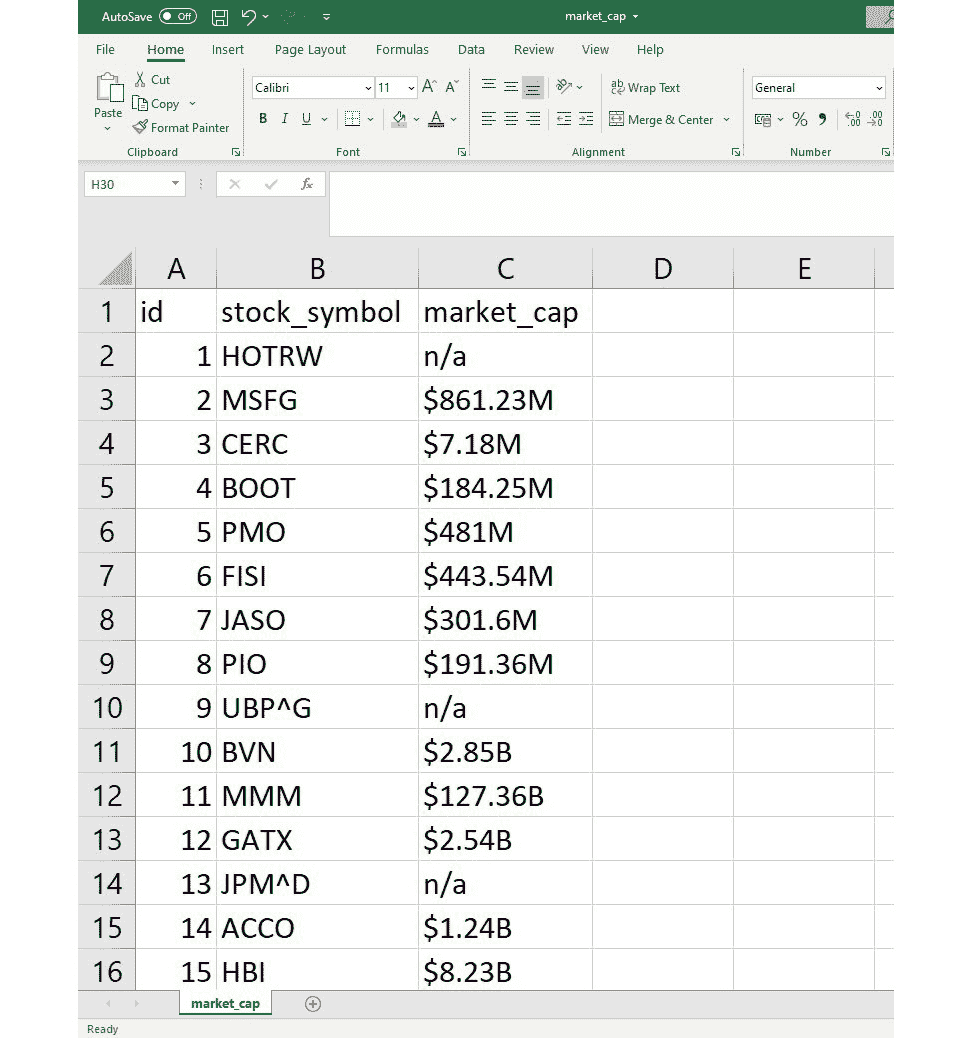 AutoSave Off market_cap
File Home Insert Page Layout Formulas Data Review View Help
Paste Cut Copy Format Painter
Calibri 11
B I U A
ab Wrap Text
Merge & Center
General
% 
Clipboard Font Alignment Number
H30 fx
A B C D E
1 id stock_symbol market_cap
2 1 HOTRW n/a
3 2 MSFG $861.23M
4 3 CERC $7.18M
5 4 BOOT $184.25M
6 5 PMO $481M
7 6 FISI $443.54M
8 7 JASO $301.6M
9 8 PIO $191.36M
10 9 UBP^G n/a
11 10 BVN $2.85B
12 11 MMM $127.36B
13 12 GATX $2.54B
14 13 JPM^D n/a
15 14 ACCO $1.24B
16 15 HBI $8.23B
market_cap
Ready